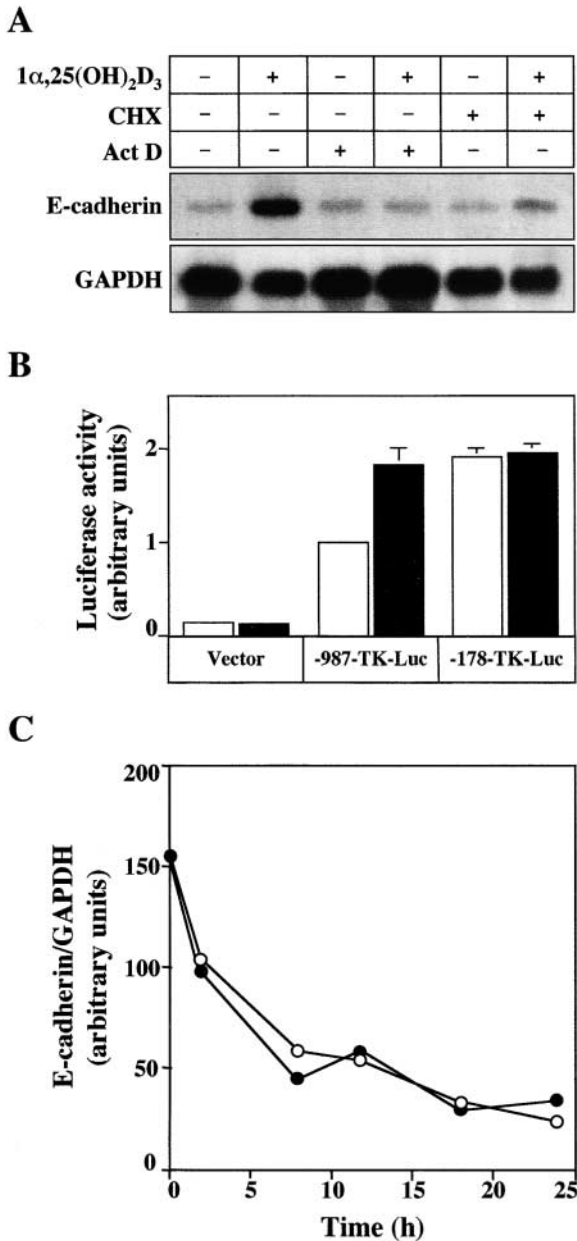 A
1α,25(OH)₂D₃ – + – + – +
CHX – – – – + +
Act D – – + + – –
E-cadherin
GAPDH
B
Luciferase activity
(arbitrary units)
2
1
0
Vector -987-TK-Luc -178-TK-Luc
C
E-cadherin/GAPDH
(arbitrary units)
200
150
100
50
0
0 5 10 15 20 25
Time (h)